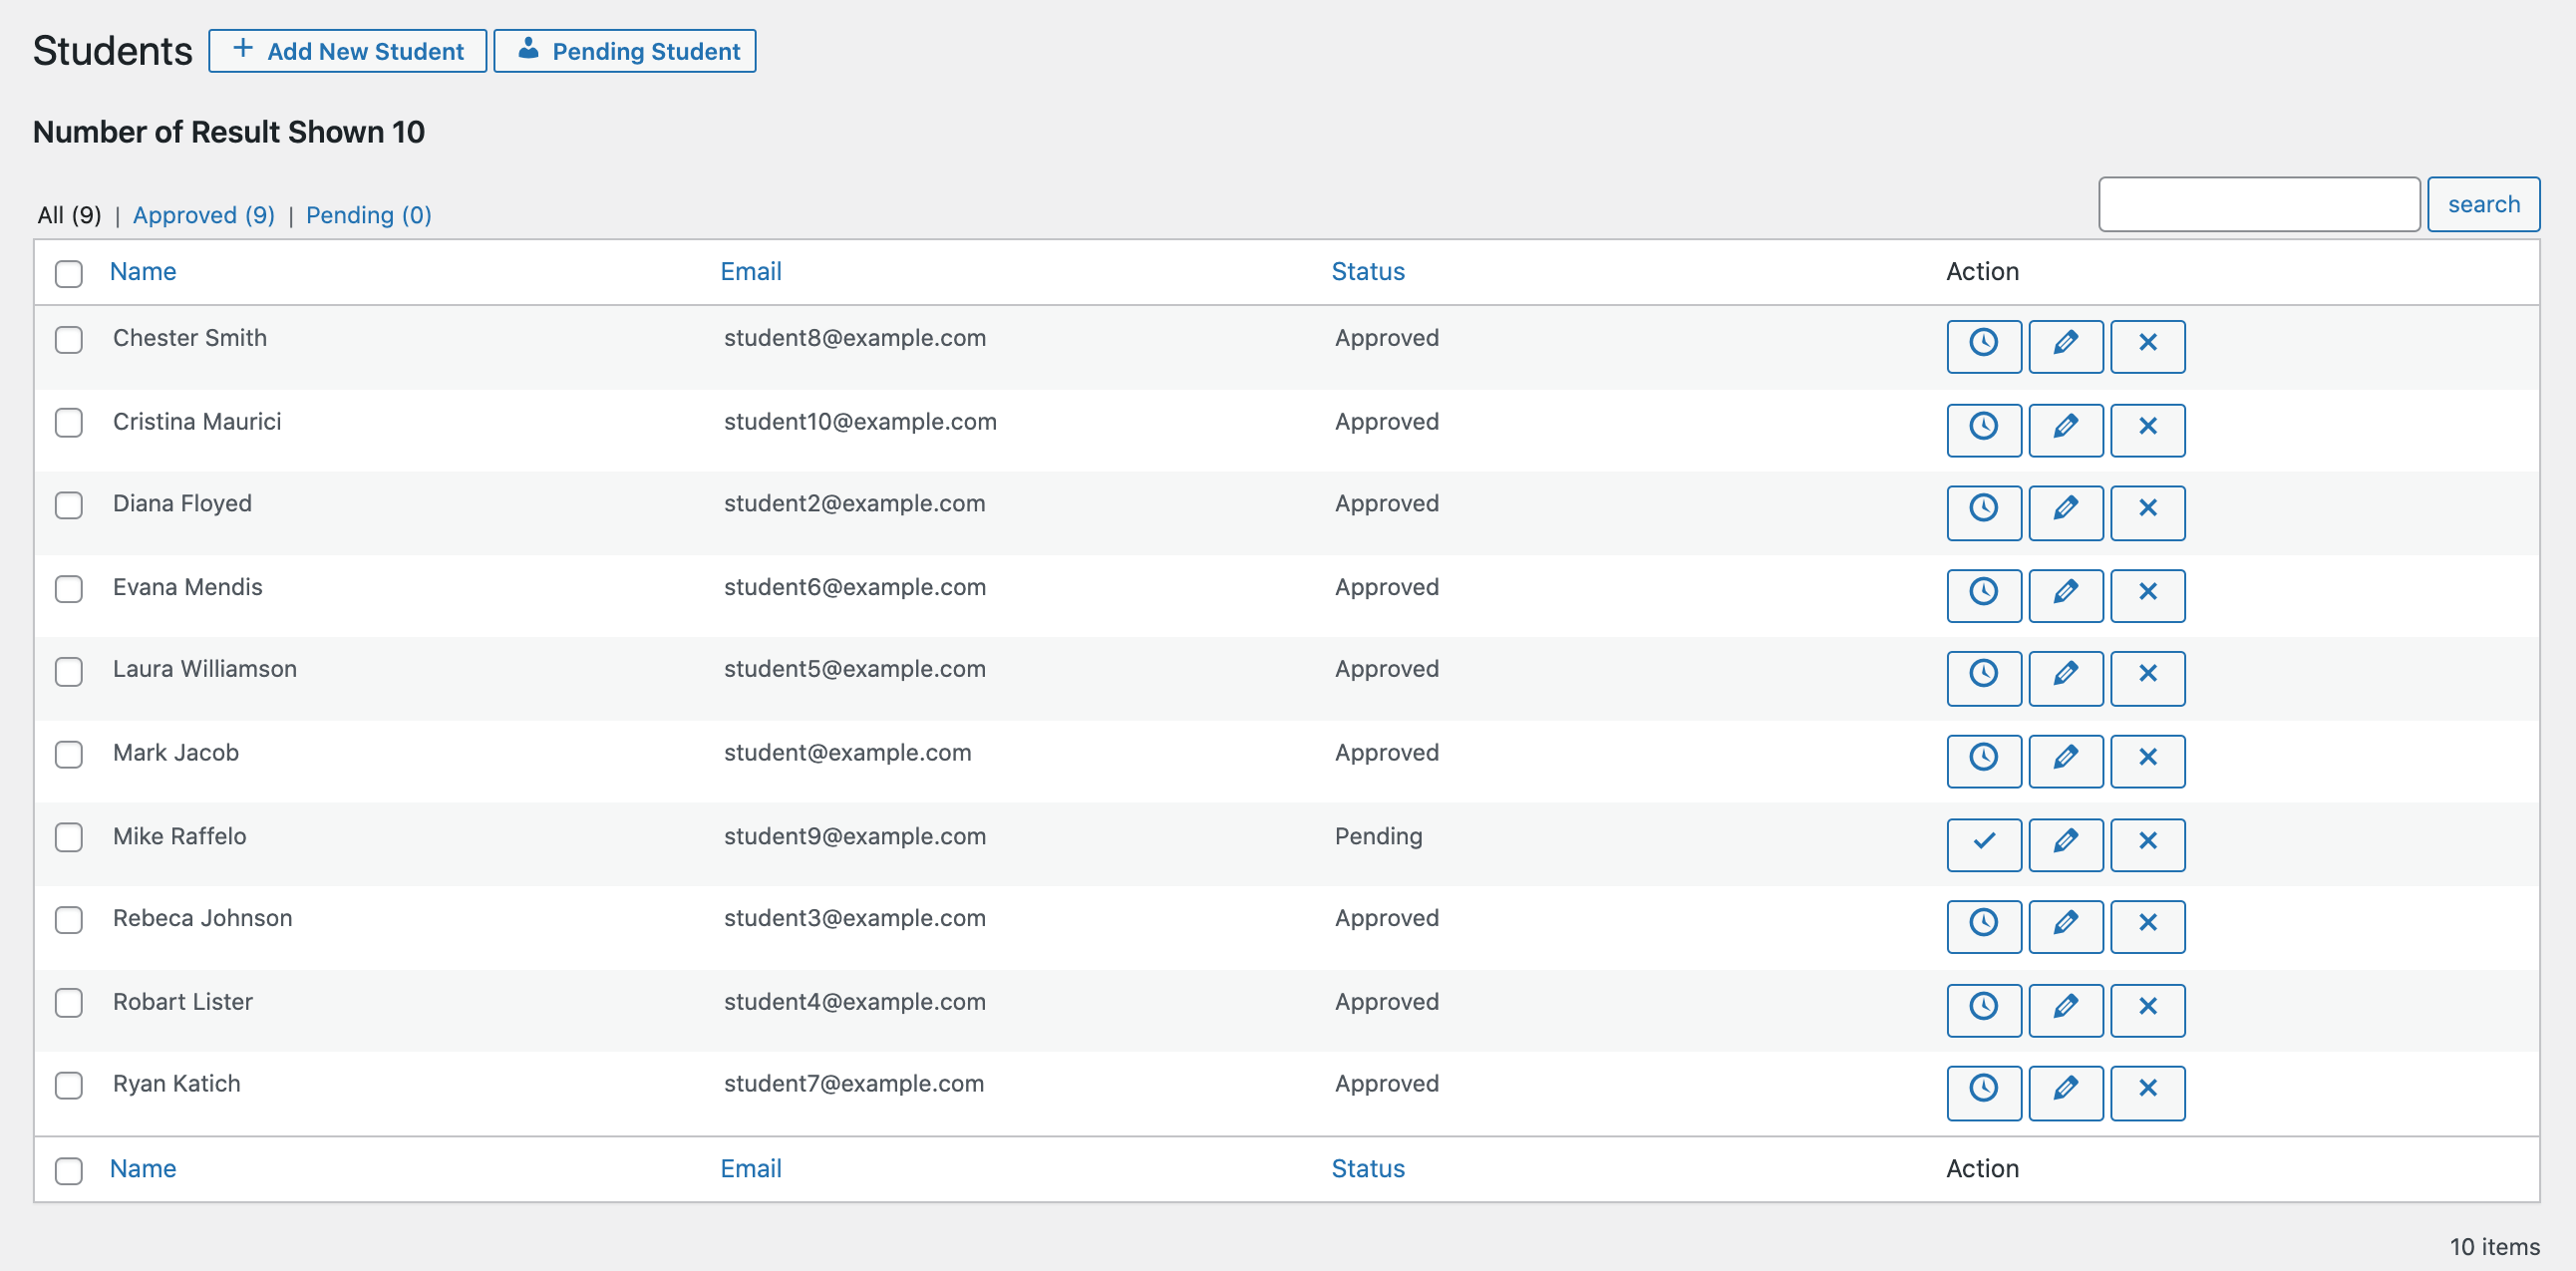 Students + Add New Student Pending Student
Number of Result Shown 10
All (9) | Approved (9) | Pending (0) search
Name Email Status Action
Chester Smith student8@example.com Approved
Cristina Maurici student10@example.com Approved
Diana Floyed student2@example.com Approved
Evana Mendis student6@example.com Approved
Laura Williamson student5@example.com Approved
Mark Jacob student@example.com Approved
Mike Raffelo student9@example.com Pending
Rebeca Johnson student3@example.com Approved
Robart Lister student4@example.com Approved
Ryan Katich student7@example.com Approved
Name Email Status Action
10 items